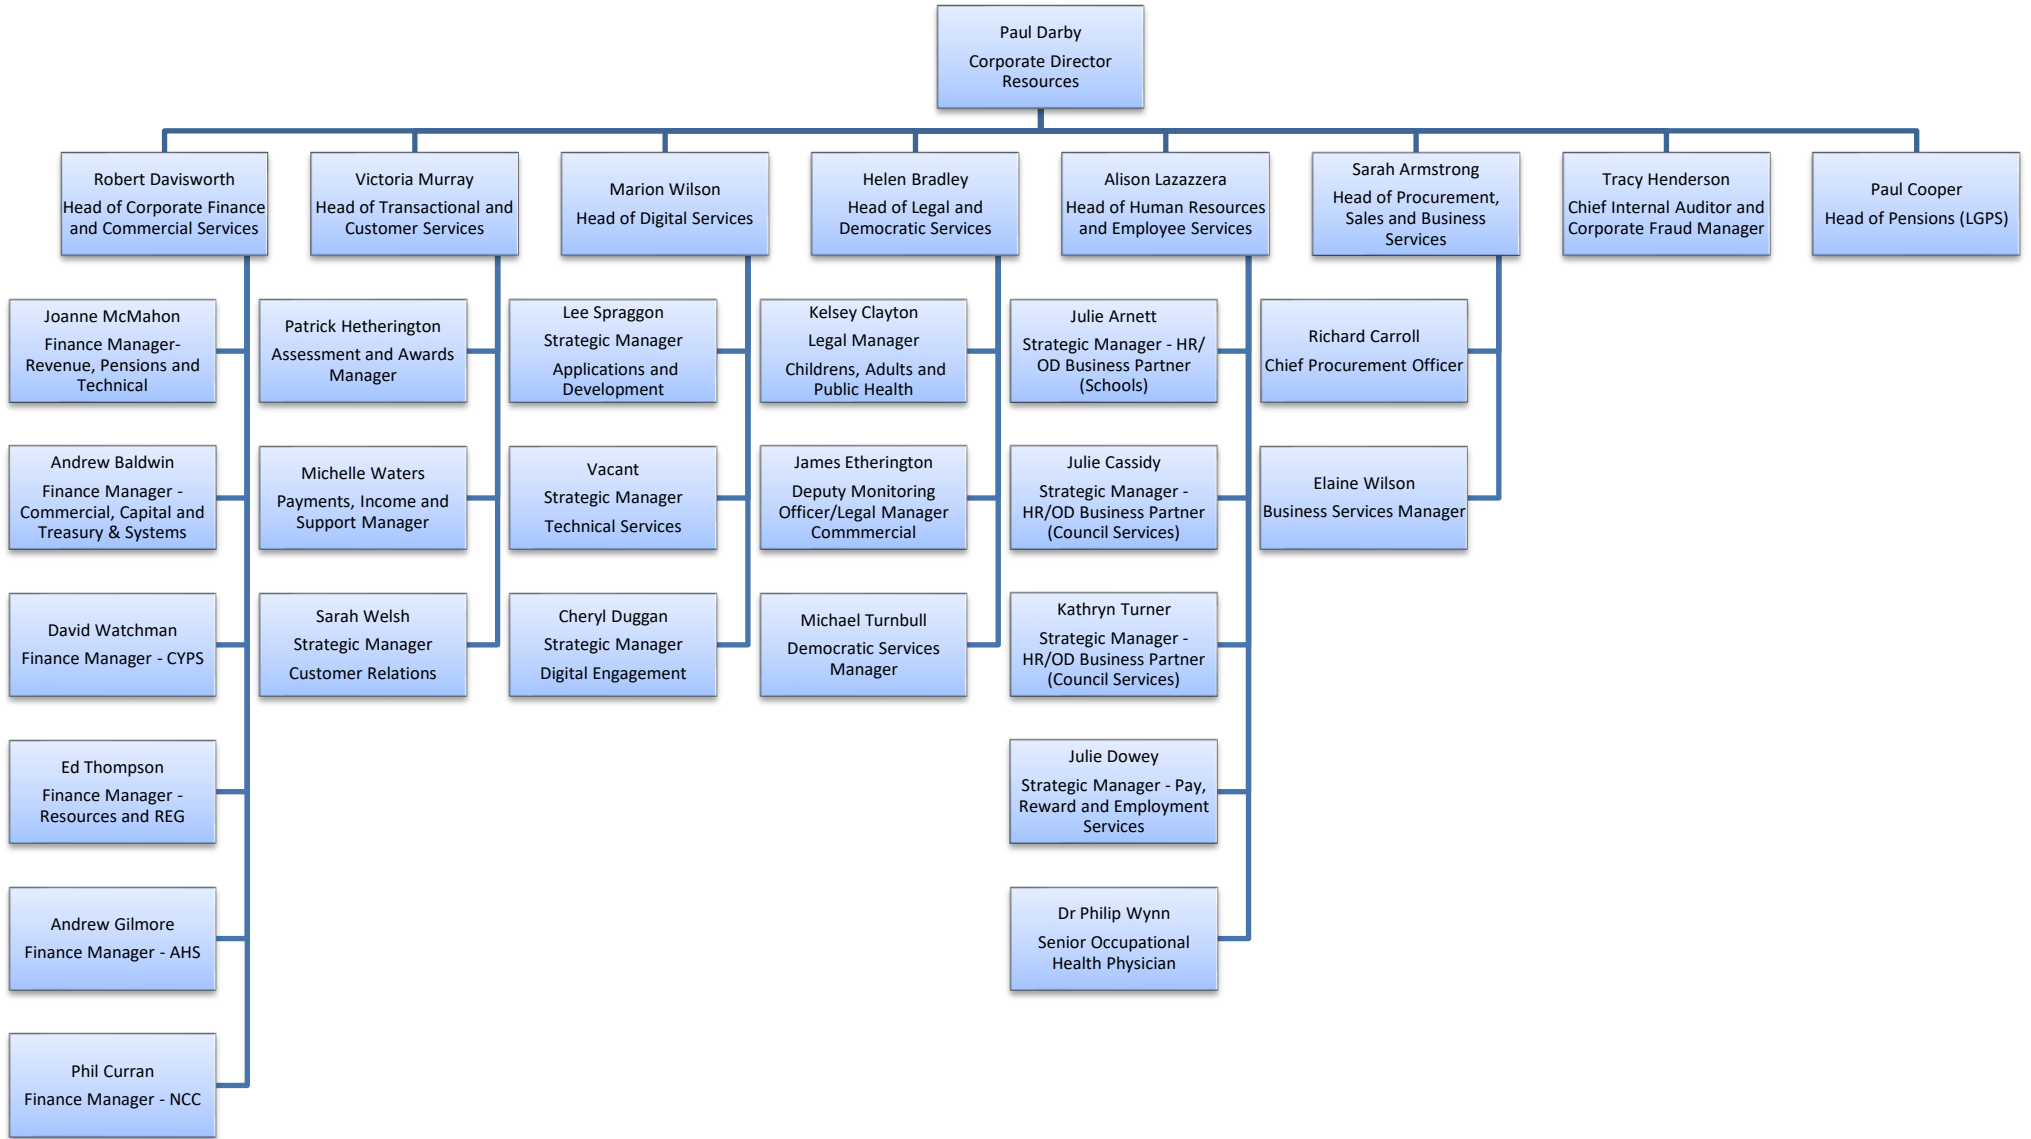 Paul Darby
Corporate Director
Resources
Robert Davisworth
Head of Corporate Finance
and Commercial Services
Victoria Murray
Head of Transactional and
Customer Services
Marion Wilson
Head of Digital Services
Helen Bradley
Head of Legal and
Democratic Services
Alison Lazazzera
Head of Human Resources
and Employee Services
Sarah Armstrong
Head of Procurement,
Sales and Business
Services
Tracy Henderson
Chief Internal Auditor and
Corporate Fraud Manager
Paul Cooper
Head of Pensions (LGPS)
Joanne McMahon
Finance Manager-
Revenue, Pensions and
Technical
Andrew Baldwin
Finance Manager -
Commercial, Capital and
Treasury & Systems
David Watchman
Finance Manager - CYPS
Ed Thompson
Finance Manager -
Resources and REG
Andrew Gilmore
Finance Manager - AHS
Phil Curran
Finance Manager - NCC
Patrick Hetherington
Assessment and Awards
Manager
Michelle Waters
Payments, Income and
Support Manager
Sarah Welsh
Strategic Manager
Customer Relations
Lee Spraggon
Strategic Manager
Applications and
Development
Vacant
Strategic Manager
Technical Services
Cheryl Duggan
Strategic Manager
Digital Engagement
Kelsey Clayton
Legal Manager
Childrens, Adults and
Public Health
James Etherington
Deputy Monitoring
Officer/Legal Manager
Commmercial
Michael Turnbull
Democratic Services
Manager
Julie Arnett
Strategic Manager - HR/
OD Business Partner
(Schools)
Julie Cassidy
Strategic Manager -
HR/OD Business Partner
(Council Services)
Kathryn Turner
Strategic Manager -
HR/OD Business Partner
(Council Services)
Julie Dowey
Strategic Manager - Pay,
Reward and Employment
Services
Dr Philip Wynn
Senior Occupational
Health Physician
Richard Carroll
Chief Procurement Officer
Elaine Wilson
Business Services Manager